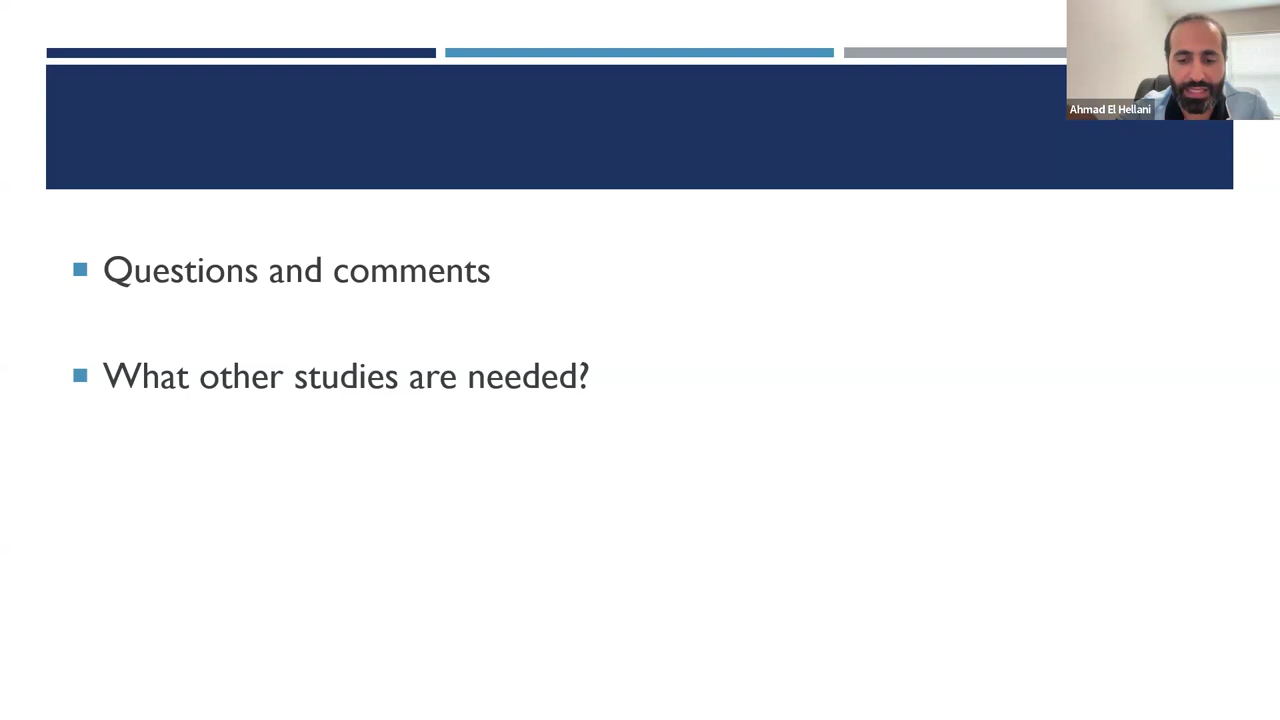 Ahmad El Hellani
Questions and comments
What other studies are needed?